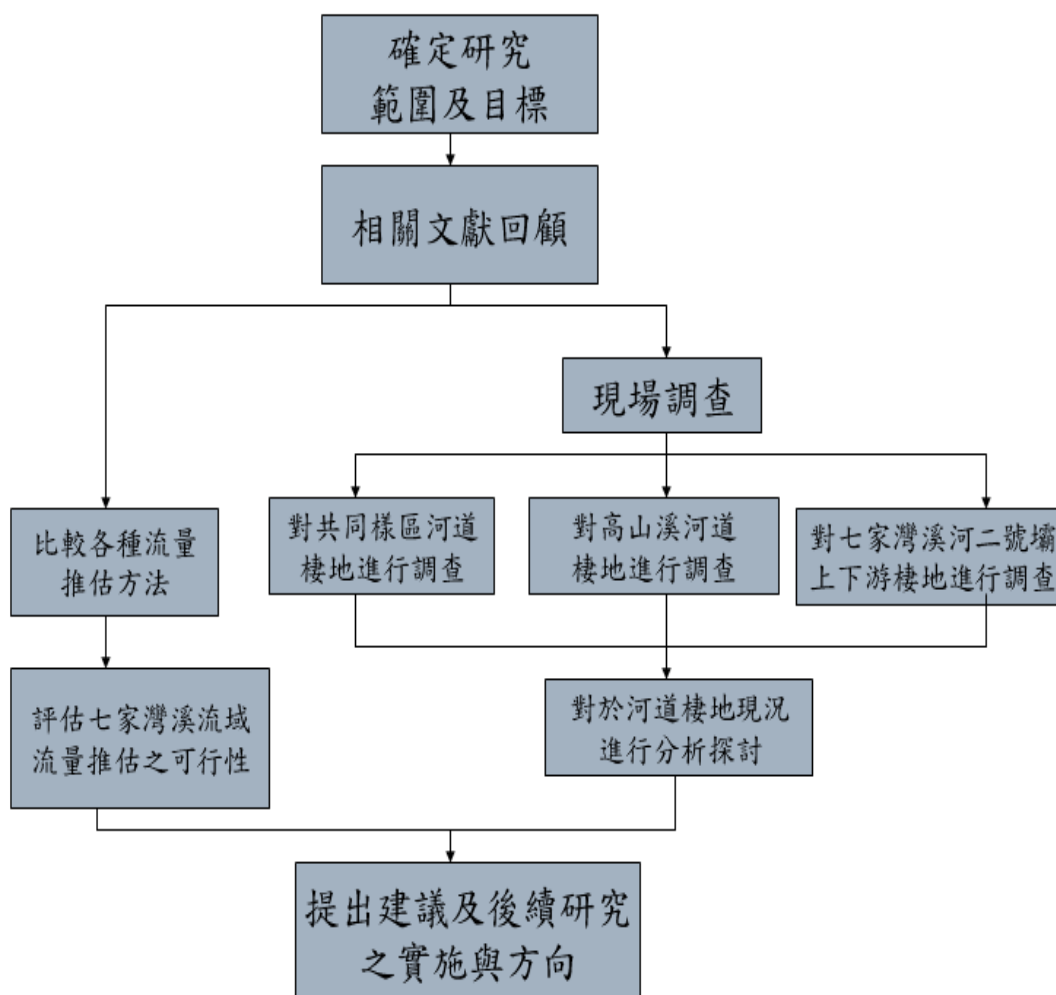 確定研究
範圍及目標
相關文獻回顧
現場調查
比較各種流量
推估方法
對共同樣區河道
棲地進行調查
對高山溪河道
棲地進行調查
對七家灣溪河二號壩
上下游棲地進行調查
評估七家灣溪流域
流量推估之可行性
對於河道棲地現況
進行分析探討
提出建議及後續研究
之實施與方向